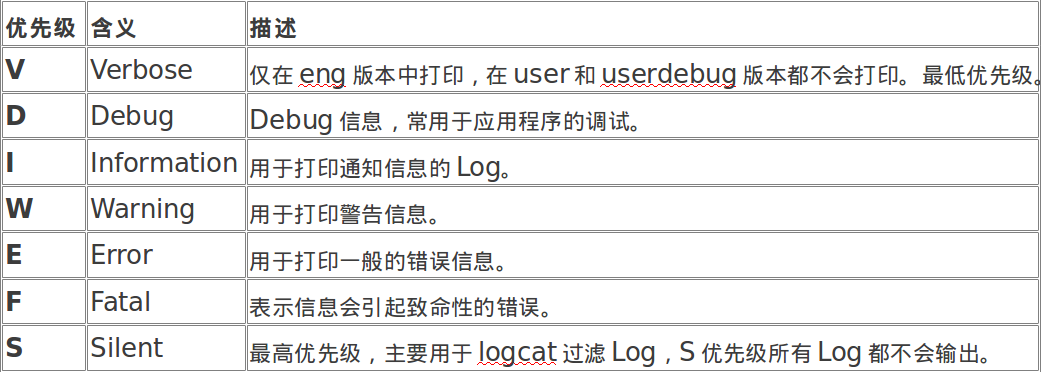 优先级 含义 描述
V Verbose 仅在 eng 版本中打印，在 user 和 userdebug 版本都不会打印。最低优先级。
D Debug Debug 信息，常用于应用程序的调试。
I Information 用于打印通知信息的 Log。
W Warning 用于打印警告信息。
E Error 用于打印一般的错误信息。
F Fatal 表示信息会引起致命性的错误。
S Silent 最高优先级，主要用于 logcat 过滤 Log，S 优先级所有 Log 都不会输出。